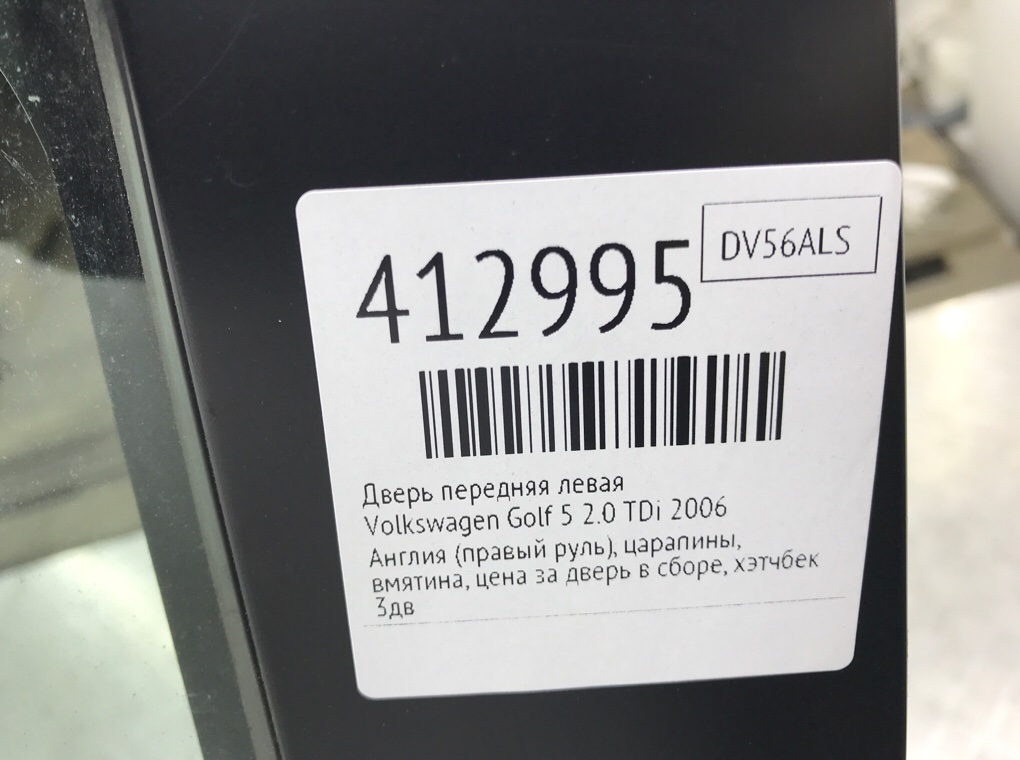 DV56ALS
412995
Дверь передняя левая
Volkswagen Golf 5 2.0 TDi 2006
Англия (правый руль), царапины,
вмятина, цена за дверь в сборе, хэтчбек
3дв